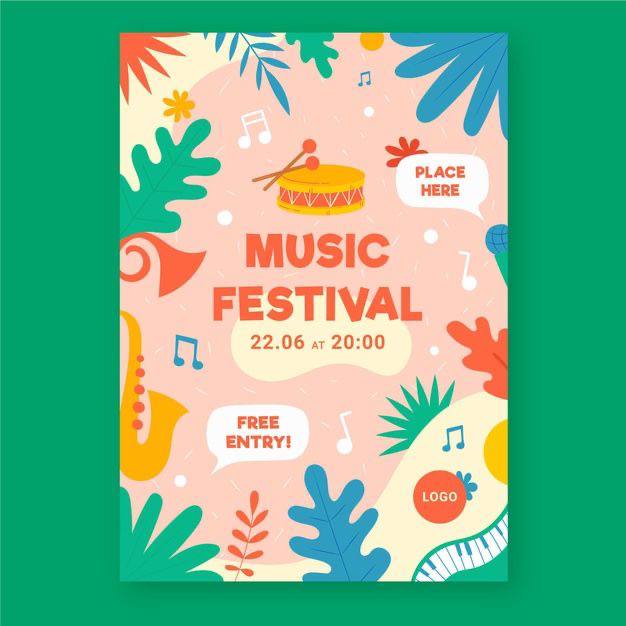 PLACE
HERE
MUSIC
FESTIVAL
22.06 AT 20:00
FREE
ENTRY!
LOGO